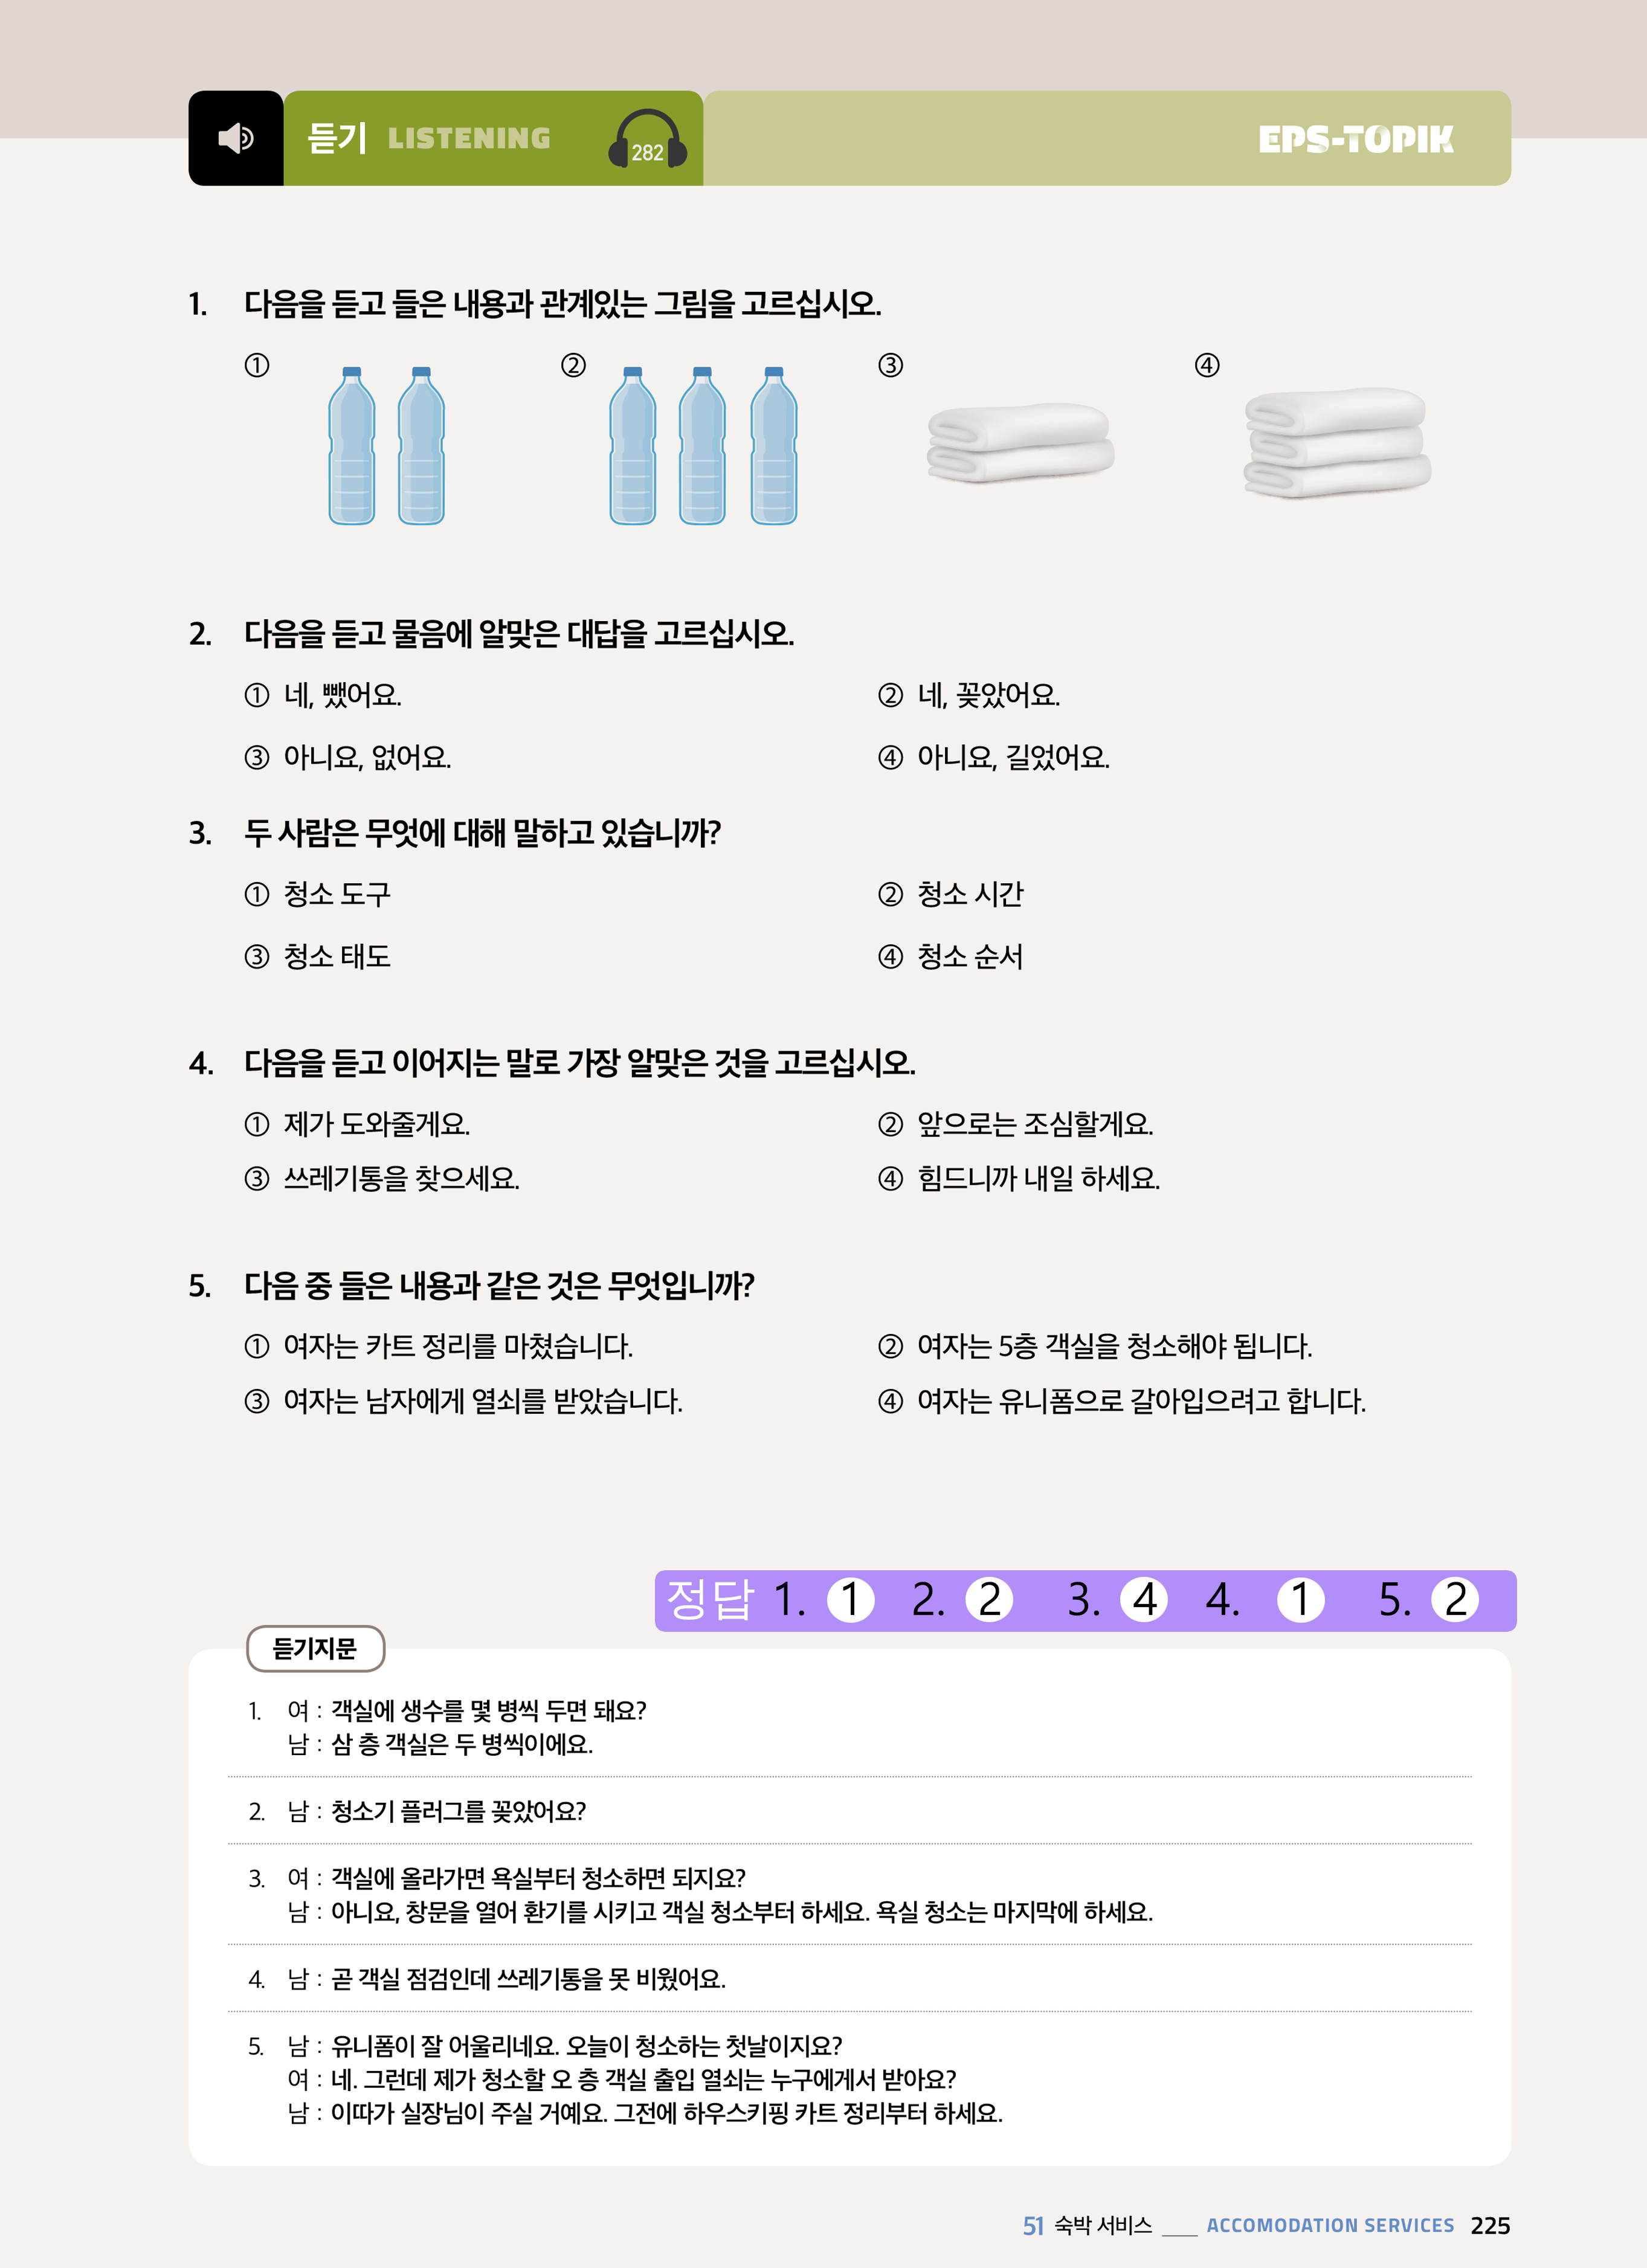 듣기 LISTENING 282 EPS-TOPIK
1. 다음을 듣고 들은 내용과 관계있는 그림을 고르십시오.
① ② ③ ④
2. 다음을 듣고 물음에 알맞은 대답을 고르십시오.
① 네, 뺐어요. ② 네, 꽂았어요.
③ 아니요, 없어요. ④ 아니요, 길었어요.
3. 두 사람은 무엇에 대해 말하고 있습니까?
① 청소 도구 ② 청소 시간
③ 청소 태도 ④ 청소 순서
4. 다음을 듣고 이어지는 말로 가장 알맞은 것을 고르십시오.
① 제가 도와줄게요. ② 앞으로는 조심할게요.
③ 쓰레기통을 찾으세요. ④ 힘드니까 내일 하세요.
5. 다음 중 들은 내용과 같은 것은 무엇입니까?
① 여자는 카트 정리를 마쳤습니다. ② 여자는 5층 객실을 청소해야 됩니다.
③ 여자는 남자에게 열쇠를 받았습니다. ④ 여자는 유니폼으로 갈아입으려고 합니다.
정답 1. 1 2. 2 3. 4 4. 1 5. 2
듣기지문
1. 여 : 객실에 생수를 몇 병씩 두면 돼요?
남 : 삼 층 객실은 두 병씩이에요.
2. 남 : 청소기 플러그를 꽂았어요?
3. 여 : 객실에 올라가면 욕실부터 청소하면 되지요?
남 : 아니요, 창문을 열어 환기를 시키고 객실 청소부터 하세요. 욕실 청소는 마지막에 하세요.
4. 남 : 곧 객실 점검인데 쓰레기통을 못 비웠어요.
5. 남 : 유니폼이 잘 어울리네요. 오늘이 청소하는 첫날이지요?
여 : 네. 그런데 제가 청소할 오 층 객실 출입 열쇠는 누구에게서 받아요?
남 : 이따가 실장님이 주실 거예요. 그전에 하우스키핑 카트 정리부터 하세요.
51 숙박 서비스 ___ ACCOMODATION SERVICES 225